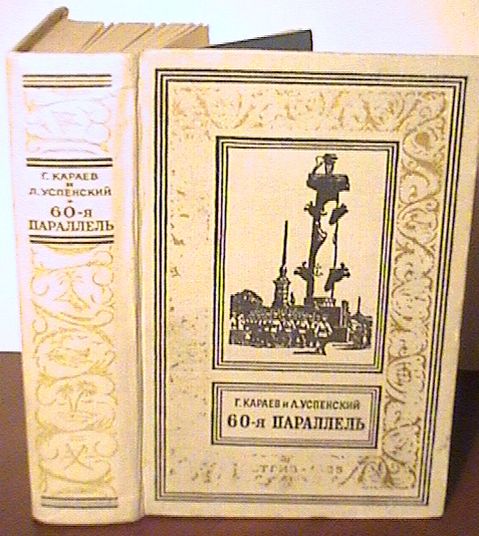 Г. КАРАЕВ
И
Л. УСПЕНСКИЙ
60-я
ПАРАЛЛЕЛЬ
Г. КАРАЕВ И Л. УСПЕНСКИЙ
60-я ПАРАЛЛЕЛЬ